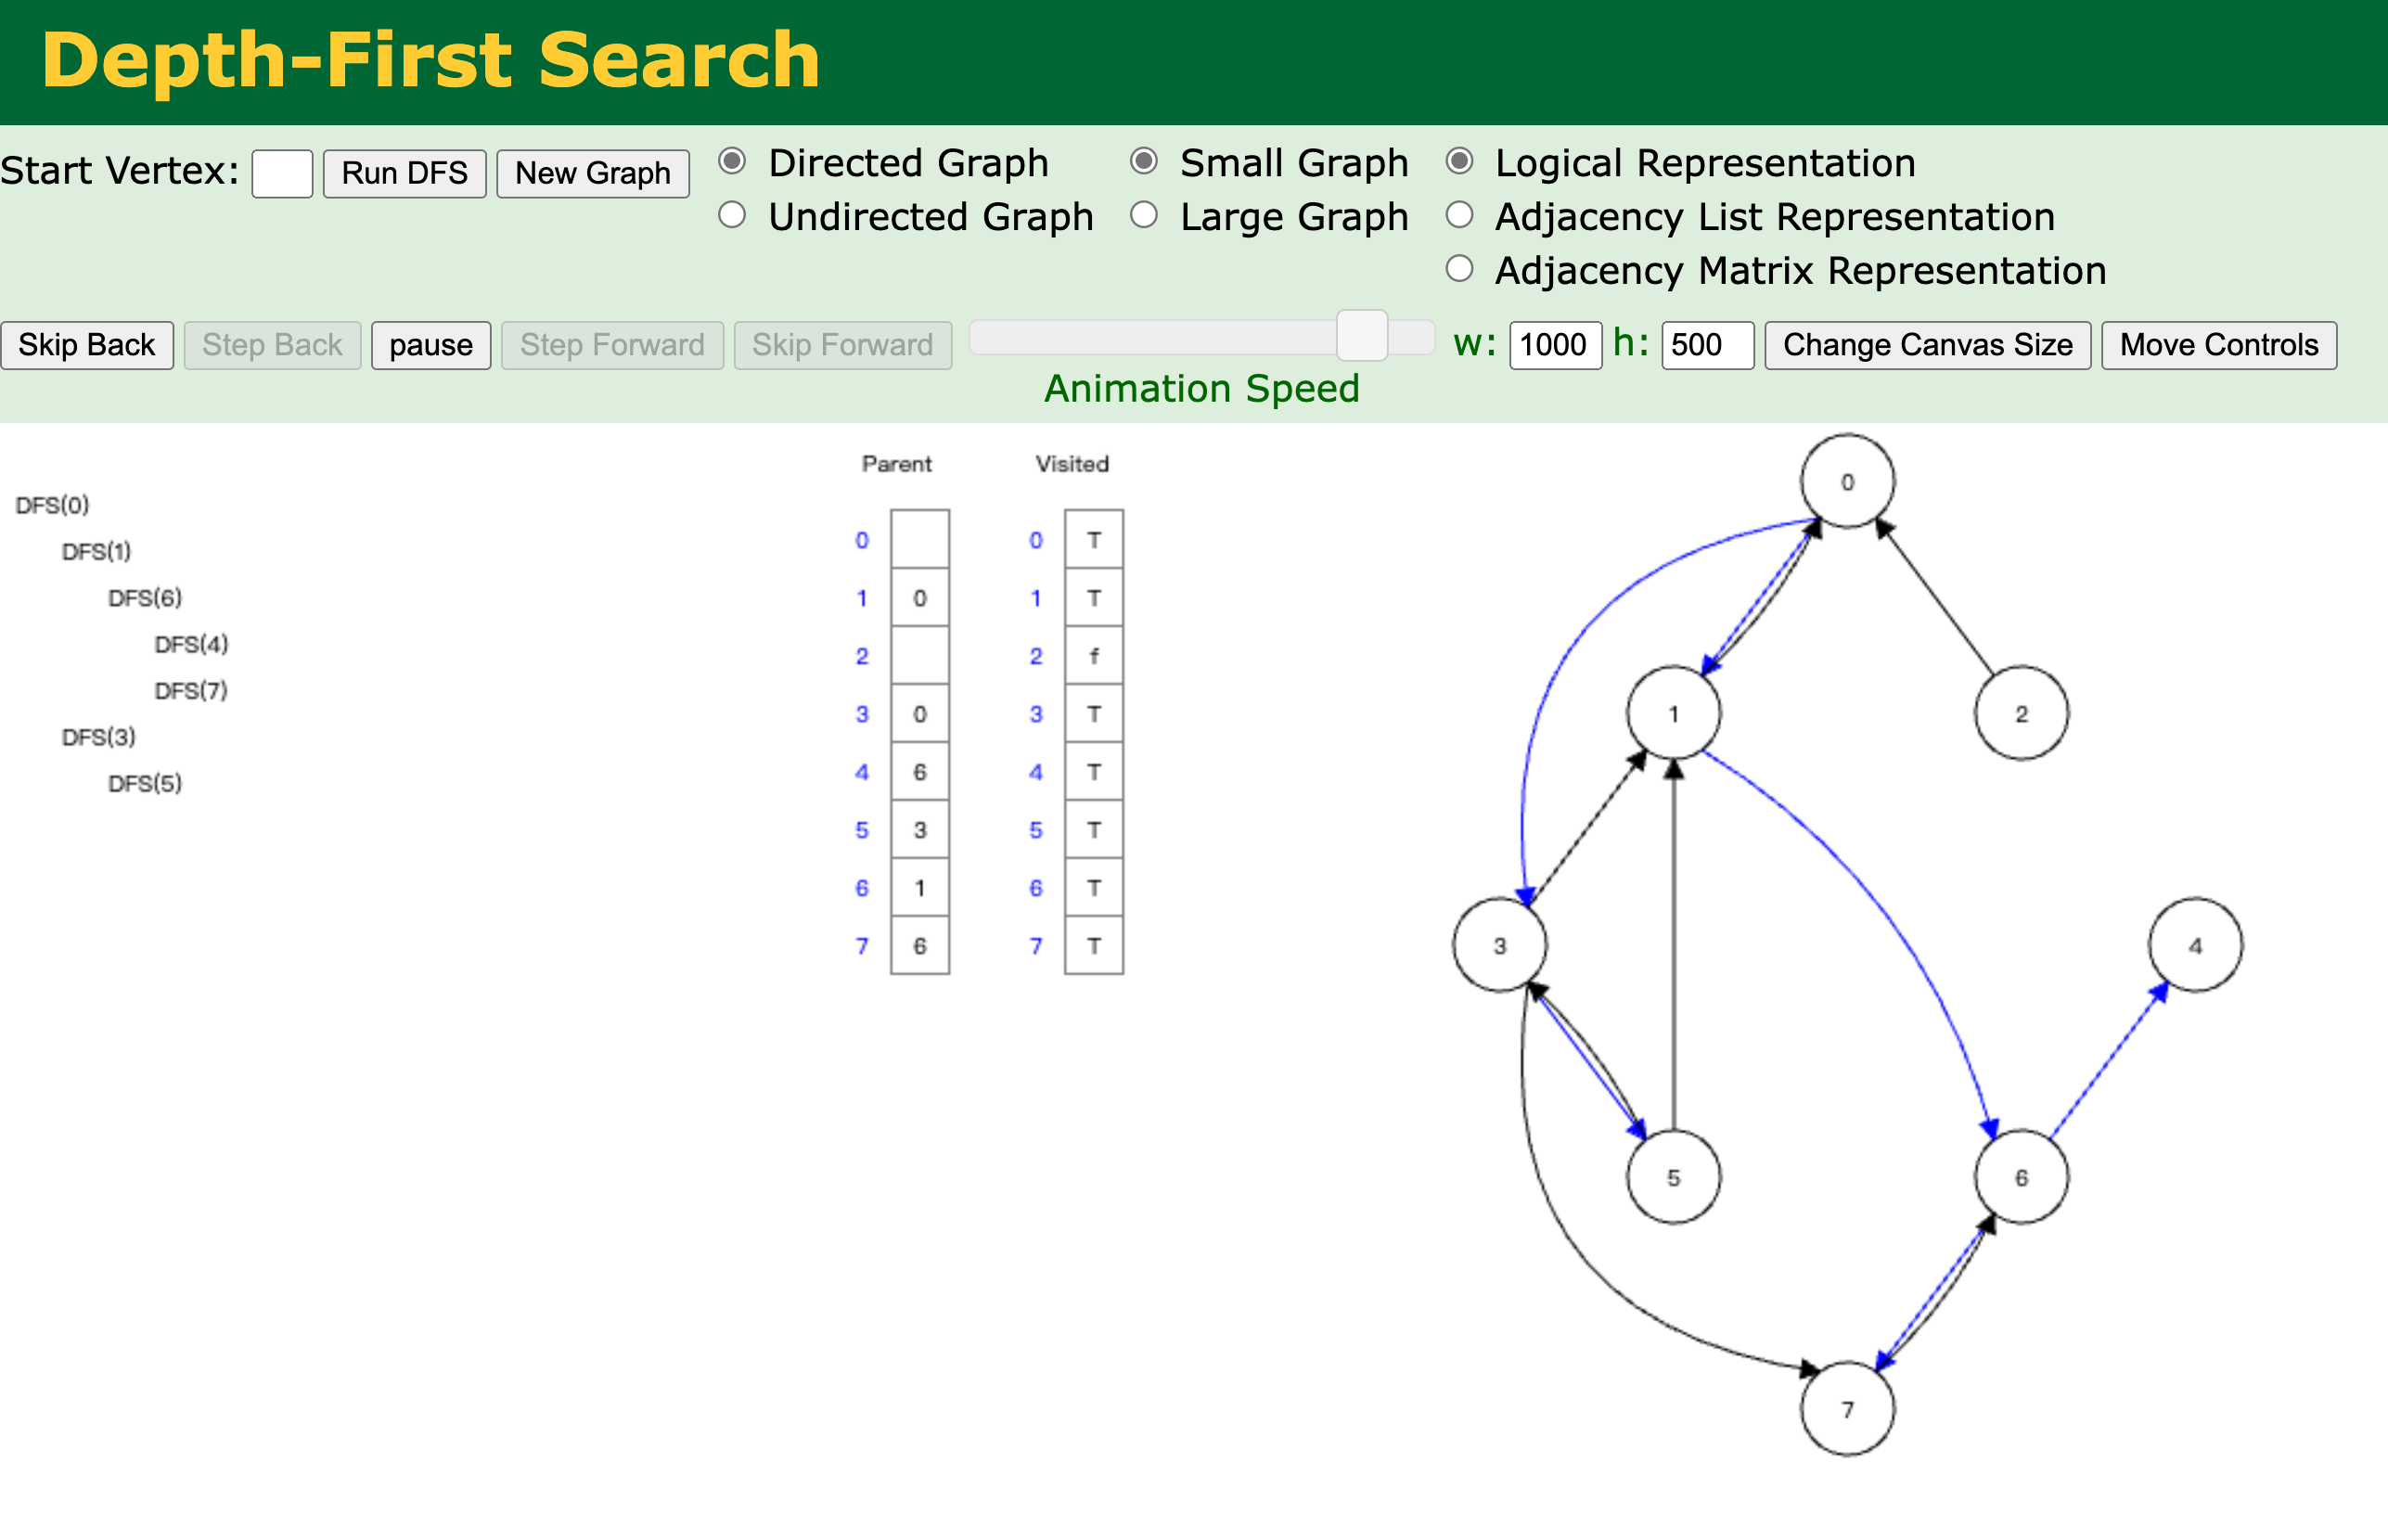 Depth-First Search
Start Vertex: Run DFS New Graph Directed Graph Small Graph Logical Representation
Undirected Graph Large Graph Adjacency List Representation
Adjacency Matrix Representation
Skip Back Step Back pause Step Forward Skip Forward w: 1000 h: 500 Change Canvas Size Move Controls
Animation Speed
DFS(0)
DFS(1)
DFS(6)
DFS(4)
DFS(7)
DFS(3)
DFS(5)
Parent Visited
0 0 T
1 0 1 T
2 2 f
3 0 3 T
4 6 4 T
5 3 5 T
6 1 6 T
7 6 7 T
0
1 2
3 4
5 6
7